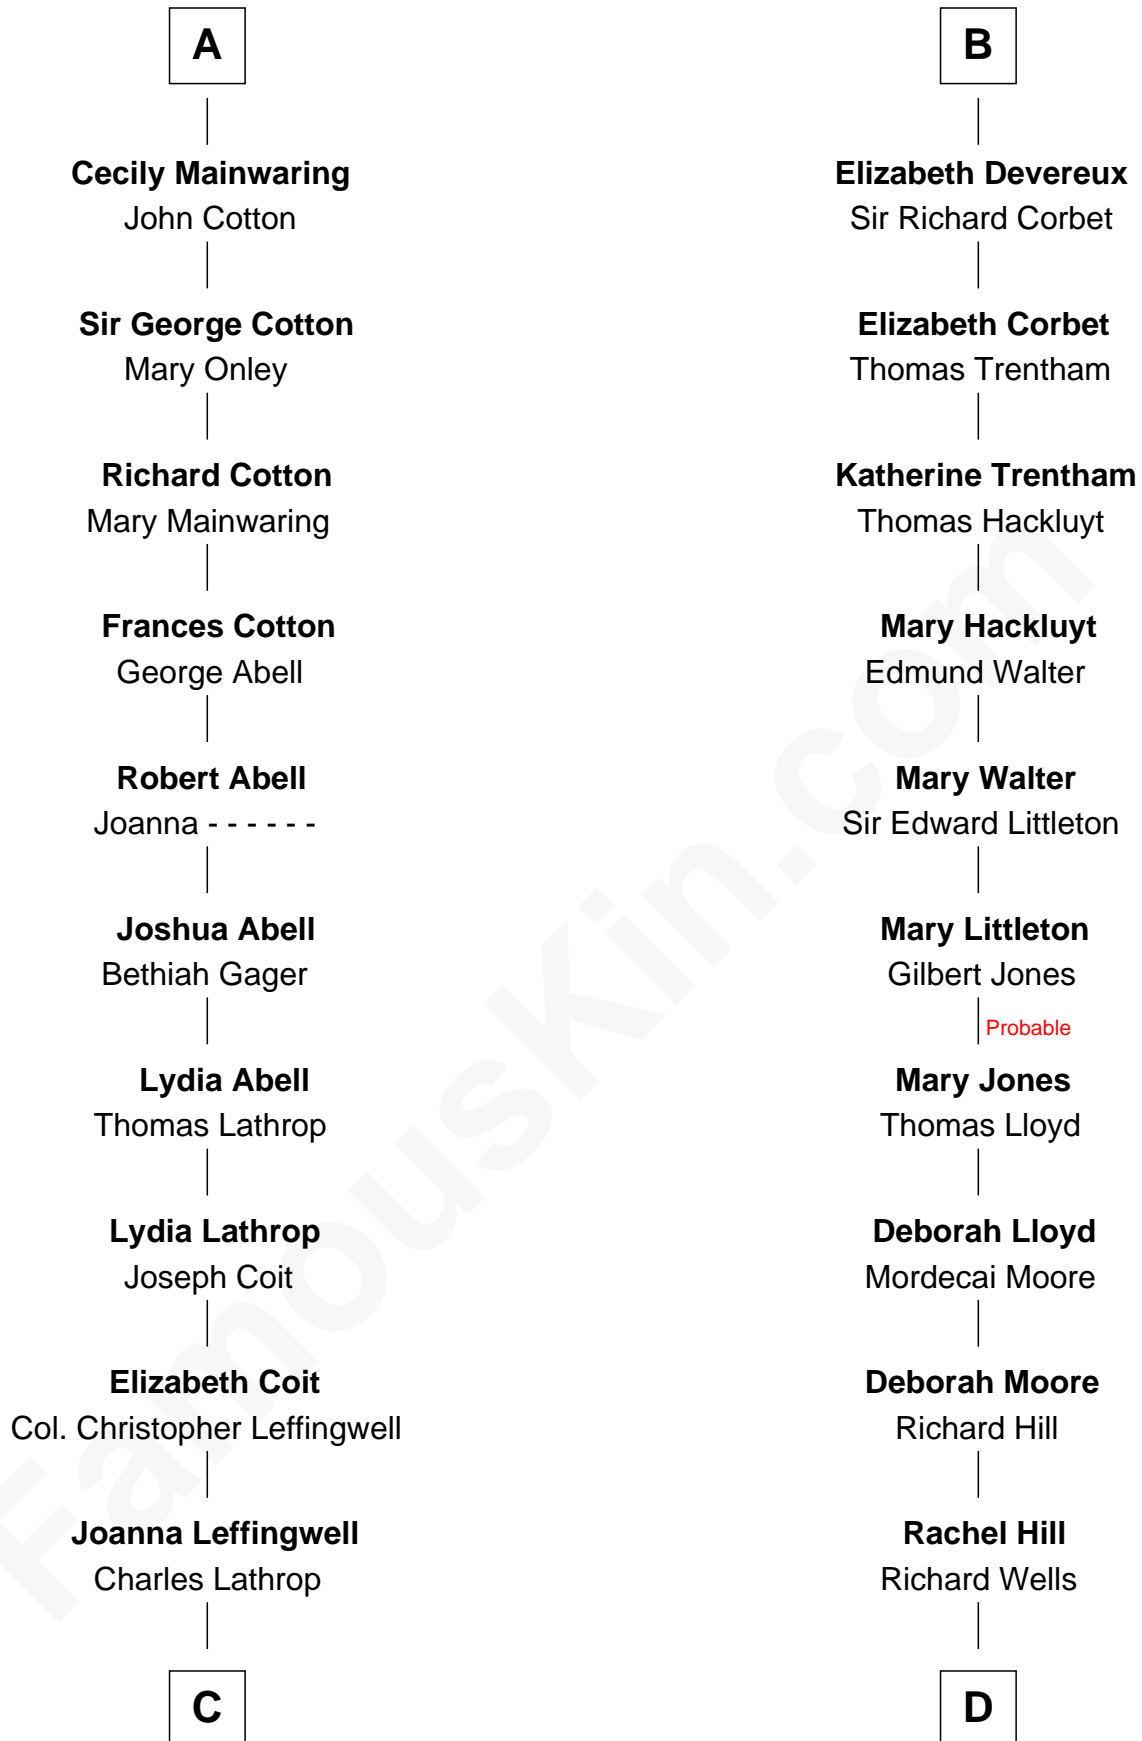 A
Cecily Mainwaring
John Cotton
Sir George Cotton
Mary Onley
Richard Cotton
Mary Mainwaring
Frances Cotton
George Abell
Robert Abell
Joanna - - - - - -
Joshua Abell
Bethiah Gager
Lydia Abell
Thomas Lathrop
Lydia Lathrop
Joseph Coit
Elizabeth Coit
Col. Christopher Leffingwell
Joanna Leffingwell
Charles Lathrop
C
B
Elizabeth Devereux
Sir Richard Corbet
Elizabeth Corbet
Thomas Trentham
Katherine Trentham
Thomas Hackluyt
Mary Hackluyt
Edmund Walter
Mary Walter
Sir Edward Littleton
Mary Littleton
Gilbert Jones
Probable
Mary Jones
Thomas Lloyd
Deborah Lloyd
Mordecai Moore
Deborah Moore
Richard Hill
Rachel Hill
Richard Wells
D
FamousKin.com